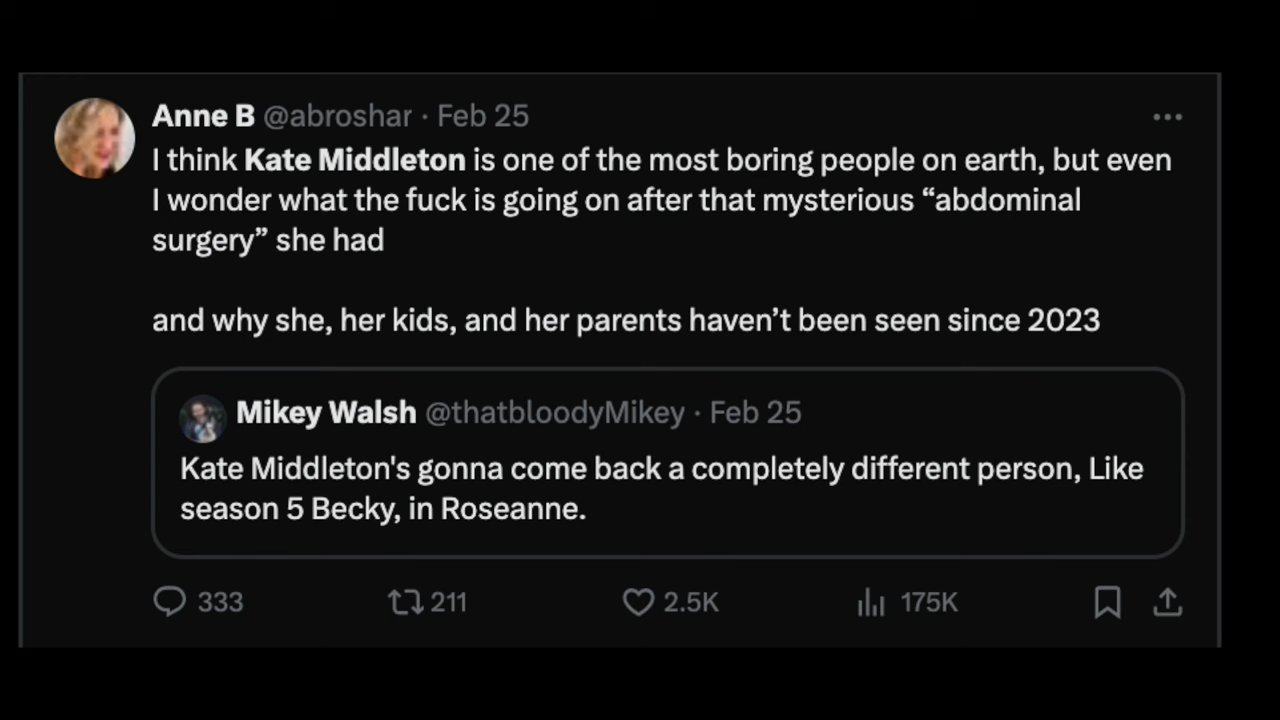 Anne B @abroshar · Feb 25
I think Kate Middleton is one of the most boring people on earth, but even
I wonder what the fuck is going on after that mysterious “abdominal
surgery” she had
and why she, her kids, and her parents haven’t been seen since 2023
Mikey Walsh @thatbloodyMikey · Feb 25
Kate Middleton's gonna come back a completely different person, Like
season 5 Becky, in Roseanne.
333 211 2.5K 175K